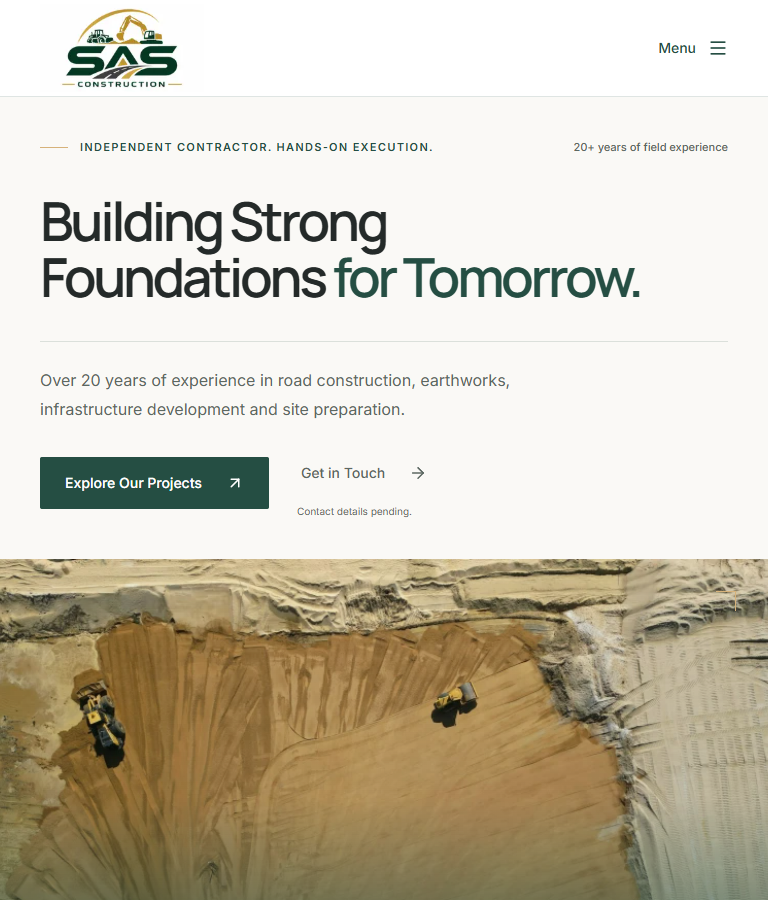 SAS
CONSTRUCTION
Menu
INDEPENDENT CONTRACTOR. HANDS-ON EXECUTION.
20+ years of field experience
Building Strong
Foundations for Tomorrow.
Over 20 years of experience in road construction, earthworks,
infrastructure development and site preparation.
Explore Our Projects
Get in Touch
Contact details pending.